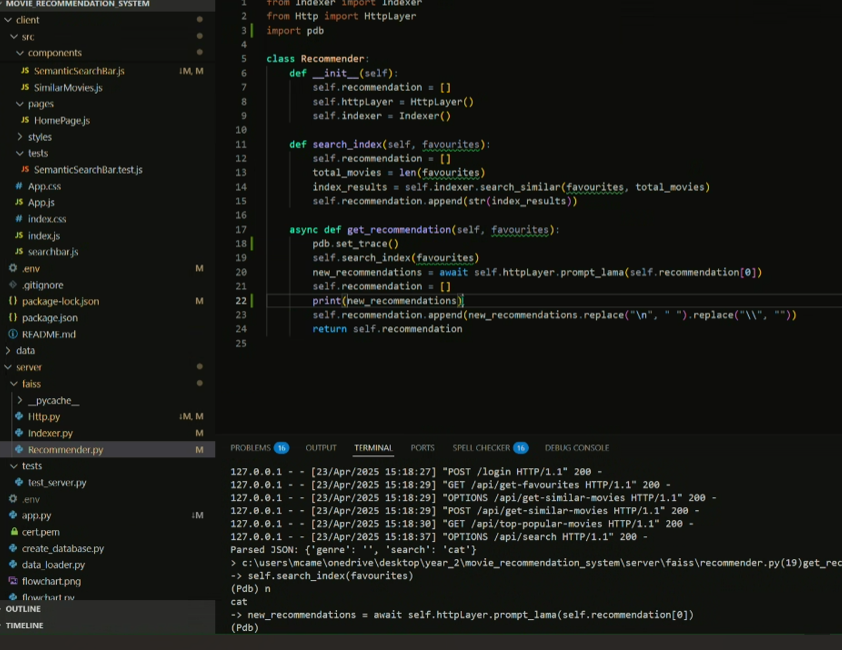 MOVIE_RECOMMENDATION_SYSTEM
client
src
components
JS SemanticSearchBar.js ↓M, M
JS SimilarMovies.js
pages
JS HomePage.js
styles
tests
JS SemanticSearchBar.test.js
# App.css
JS App.js
# index.css
JS index.js
JS searchbar.js
.env M
.gitignore
{} package-lock.json M
{} package.json
README.md
data
server
faiss
__pycache__
Http.py ↓M, M
Indexer.py M
Recommender.py M
tests
test_server.py
.env
app.py ↓M
cert.pem
create_database.py
data_loader.py
flowchart.png
flowchart.py
OUTLINE
TIMELINE
1 from Indexer import Indexer
2 from Http import HttpLayer
3 import pdb
4
5 class Recommender:
6 def __init__(self):
7 self.recommendation = []
8 self.httpLayer = HttpLayer()
9 self.indexer = Indexer()
10
11 def search_index(self, favourites):
12 self.recommendation = []
13 total_movies = len(favourites)
14 index_results = self.indexer.search_similar(favourites, total_movies)
15 self.recommendation.append(str(index_results))
16
17 async def get_recommendation(self, favourites):
18 pdb.set_trace()
19 self.search_index(favourites)
20 new_recommendations = await self.httpLayer.prompt_lama(self.recommendation[0])
21 self.recommendation = []
22 print(new_recommendations)
23 self.recommendation.append(new_recommendations.replace("\n", " ").replace("\\", ""))
24 return self.recommendation
25
PROBLEMS 16 OUTPUT TERMINAL PORTS SPELL CHECKER 16 DEBUG CONSOLE
127.0.0.1 - - [23/Apr/2025 15:18:27] "POST /login HTTP/1.1" 200 -
127.0.0.1 - - [23/Apr/2025 15:18:29] "GET /api/get-favourites HTTP/1.1" 200 -
127.0.0.1 - - [23/Apr/2025 15:18:29] "OPTIONS /api/get-similar-movies HTTP/1.1" 200 -
127.0.0.1 - - [23/Apr/2025 15:18:29] "POST /api/get-similar-movies HTTP/1.1" 200 -
127.0.0.1 - - [23/Apr/2025 15:18:30] "GET /api/top-popular-movies HTTP/1.1" 200 -
127.0.0.1 - - [23/Apr/2025 15:18:37] "OPTIONS /api/search HTTP/1.1" 200 -
Parsed JSON: {'genre': '', 'search': 'cat'}
> c:\users\mcame\onedrive\desktop\year_2\movie_recommendation_system\server\faiss\recommender.py(19)get_rec
-> self.search_index(favourites)
(Pdb) n
cat
-> new_recommendations = await self.httpLayer.prompt_lama(self.recommendation[0])
(Pdb)